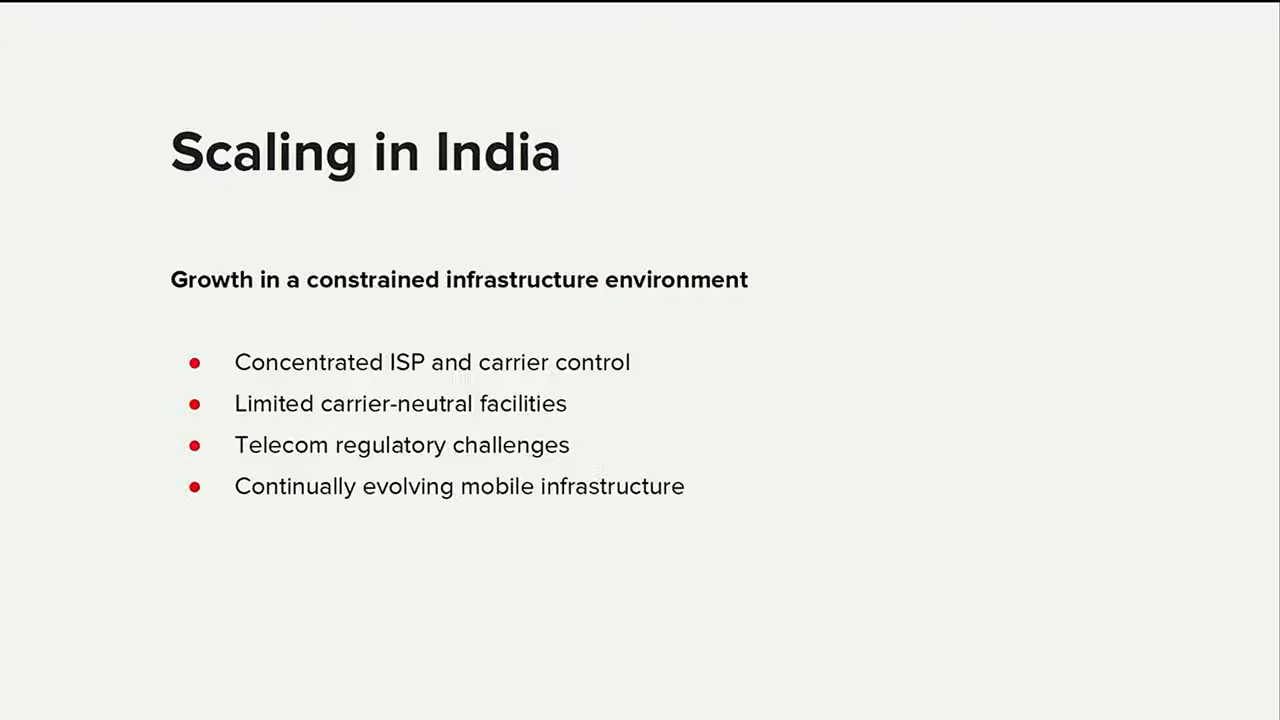 Scaling in India
Growth in a constrained infrastructure environment
Concentrated ISP and carrier control
Limited carrier-neutral facilities
Telecom regulatory challenges
Continually evolving mobile infrastructure